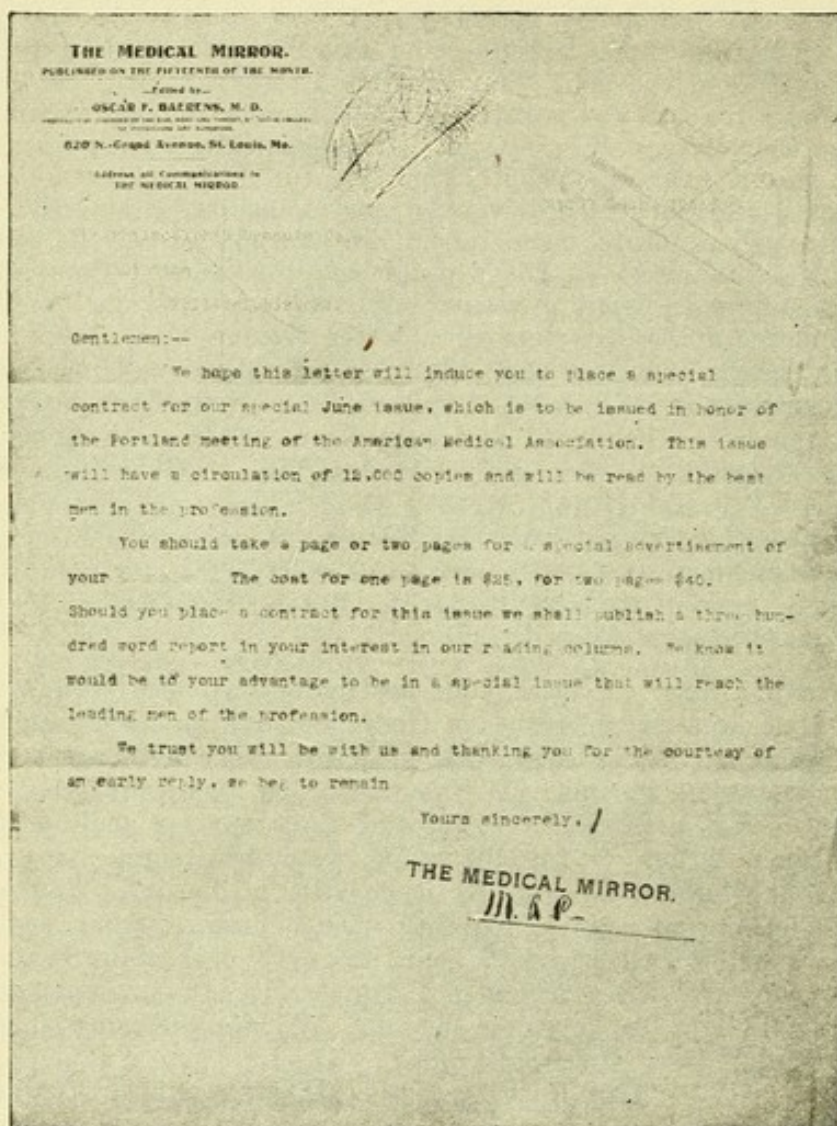 THE MEDICAL MIRROR.
PUBLISHED ON THE FIFTEENTH OF THE MONTH.
—Edited by—
OSCAR F. BAERENS, M. D.
620 N. Grand Avenue, St. Louis, Mo.
Address all Communications to
THE MEDICAL MIRROR
Gentlemen:--
We hope this letter will induce you to place a special
contract for our special June issue, which is to be issued in honor of
the Portland meeting of the American Medical Association. This issue
will have a circulation of 12,000 copies and will be read by the best
men in the profession.
You should take a page or two pages for a special advertisement of
your The cost for one page is $25, for two pages $40.
Should you place a contract for this issue we shall publish a three hun-
dred word report in your interest in our reading columns. We know it
would be to your advantage to be in a special issue that will reach the
leading men of the profession.
We trust you will be with us and thanking you for the courtesy of
an early reply, we beg to remain
Yours sincerely,
THE MEDICAL MIRROR.